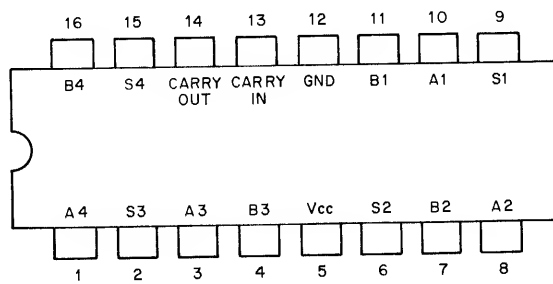 16 15 14 13 12 11 10 9
B4 S4 CARRY CARRY GND B1 A1 S1
OUT IN
A4 S3 A3 B3 Vcc S2 B2 A2
1 2 3 4 5 6 7 8